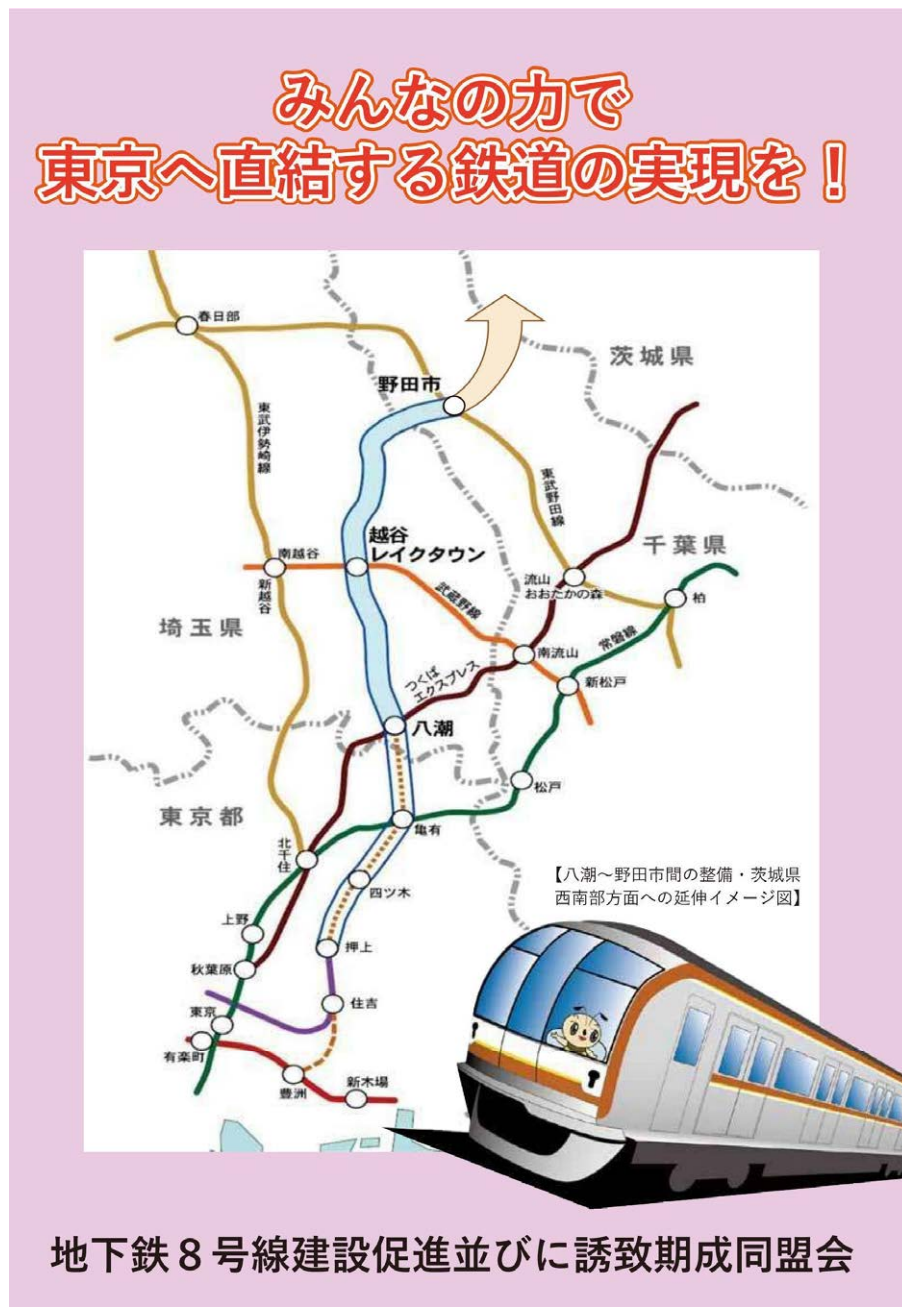 みんなの力で
東京へ直結する鉄道の実現を!
春日部
茨城県
野田市
東武伊勢崎線
東武野田線
越谷
レイクタウン
千葉県
南越谷
新越谷
流山
おおたかの森
柏
武蔵野線
埼玉県
常磐線
南流山
つくば
エクスプレス
新松戸
八潮
松戸
東京都
亀有
北千住
四ツ木
【八潮~野田市間の整備・茨城県
西南部方面への延伸イメージ図】
上野
押上
秋葉原
住吉
東京
有楽町
豊洲
新木場
地下鉄8号線建設促進並びに誘致期成同盟会